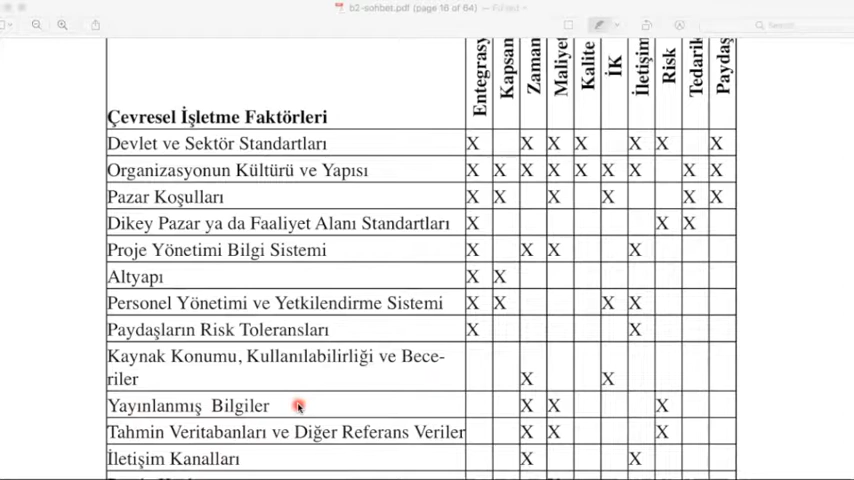 b2-sohbet.pdf (page 16 of 64)
Search
Kapsan
Zaman
Maliyet
Kalite
İK
İletişim
Risk
Tedarik
Paydaş
Çevresel İşletme Faktörleri
Devlet ve Sektör Standartları X X X X X X X
Organizasyonun Kültürü ve Yapısı X X X X X X X X X
Pazar Koşulları X X X X X X
Dikey Pazar ya da Faaliyet Alanı Standartları X X X
Proje Yönetimi Bilgi Sistemi X X X X
Altyapı X X
Personel Yönetimi ve Yetkilendirme Sistemi X X X X
Paydaşların Risk Toleransları X X
Kaynak Konumu, Kullanılabilirliği ve Bece-
riler X X
Yayınlanmış Bilgiler X X X
Tahmin Veritabanları ve Diğer Referans Veriler X X X
İletişim Kanalları X X